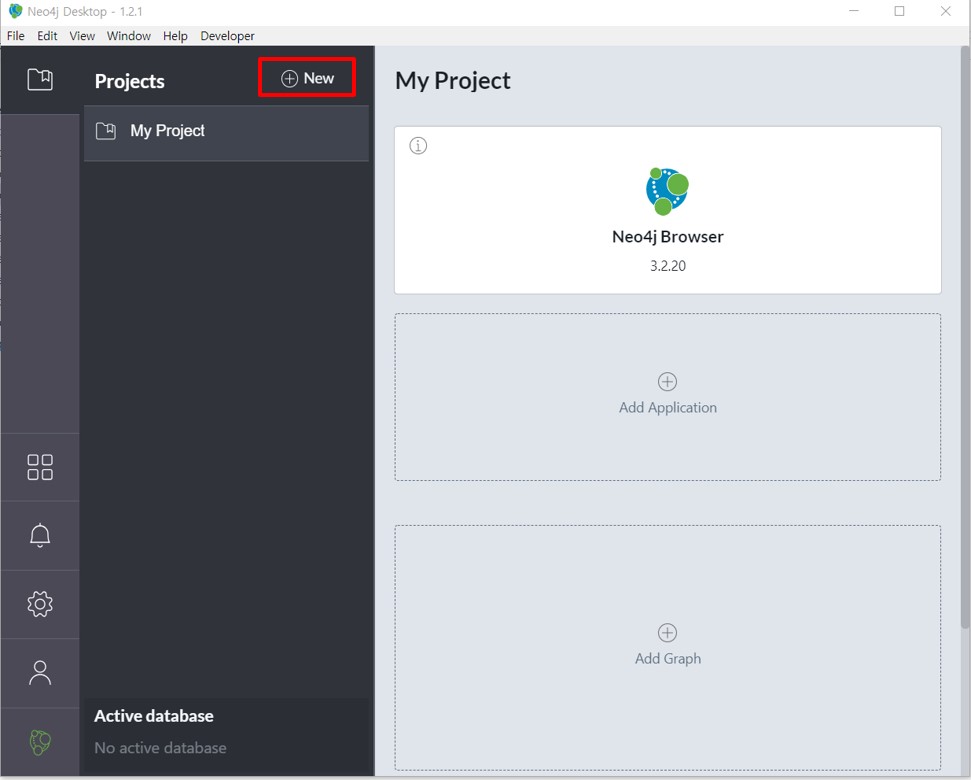 Neo4j Desktop - 1.2.1
File Edit View Window Help Developer
Projects
New
My Project
Active database
No active database
My Project
Neo4j Browser
3.2.20
Add Application
Add Graph